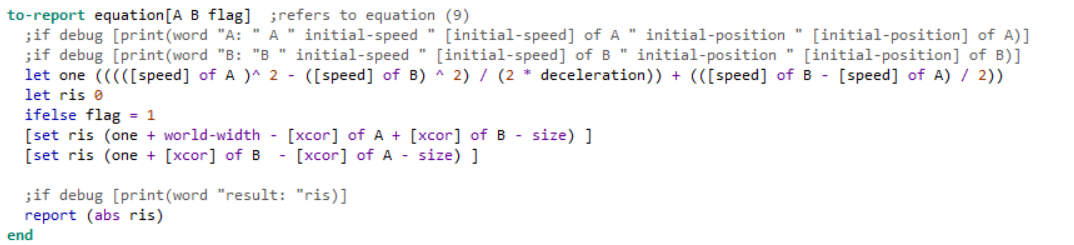 to-report equation[A B flag]  ;refers to equation (9)
  ;if debug [print(word "A: " A " initial-speed " [initial-speed] of A " initial-position " [initial-position] of A)]
  ;if debug [print(word "B: "B " initial-speed " [initial-speed] of B " initial-position " [initial-position] of B)]
  let one ((((([speed] of A )^ 2 - ([speed] of B) ^ 2) / (2 * deceleration)) + (([speed] of B - [speed] of A) / 2))
  let ris 0
  ifelse flag = 1
  [set ris (one + world-width - [xcor] of A + [xcor] of B - size) ]
  [set ris (one + [xcor] of B  - [xcor] of A - size) ]
  ;if debug [print(word "result: "ris)]
  report (abs ris)
end